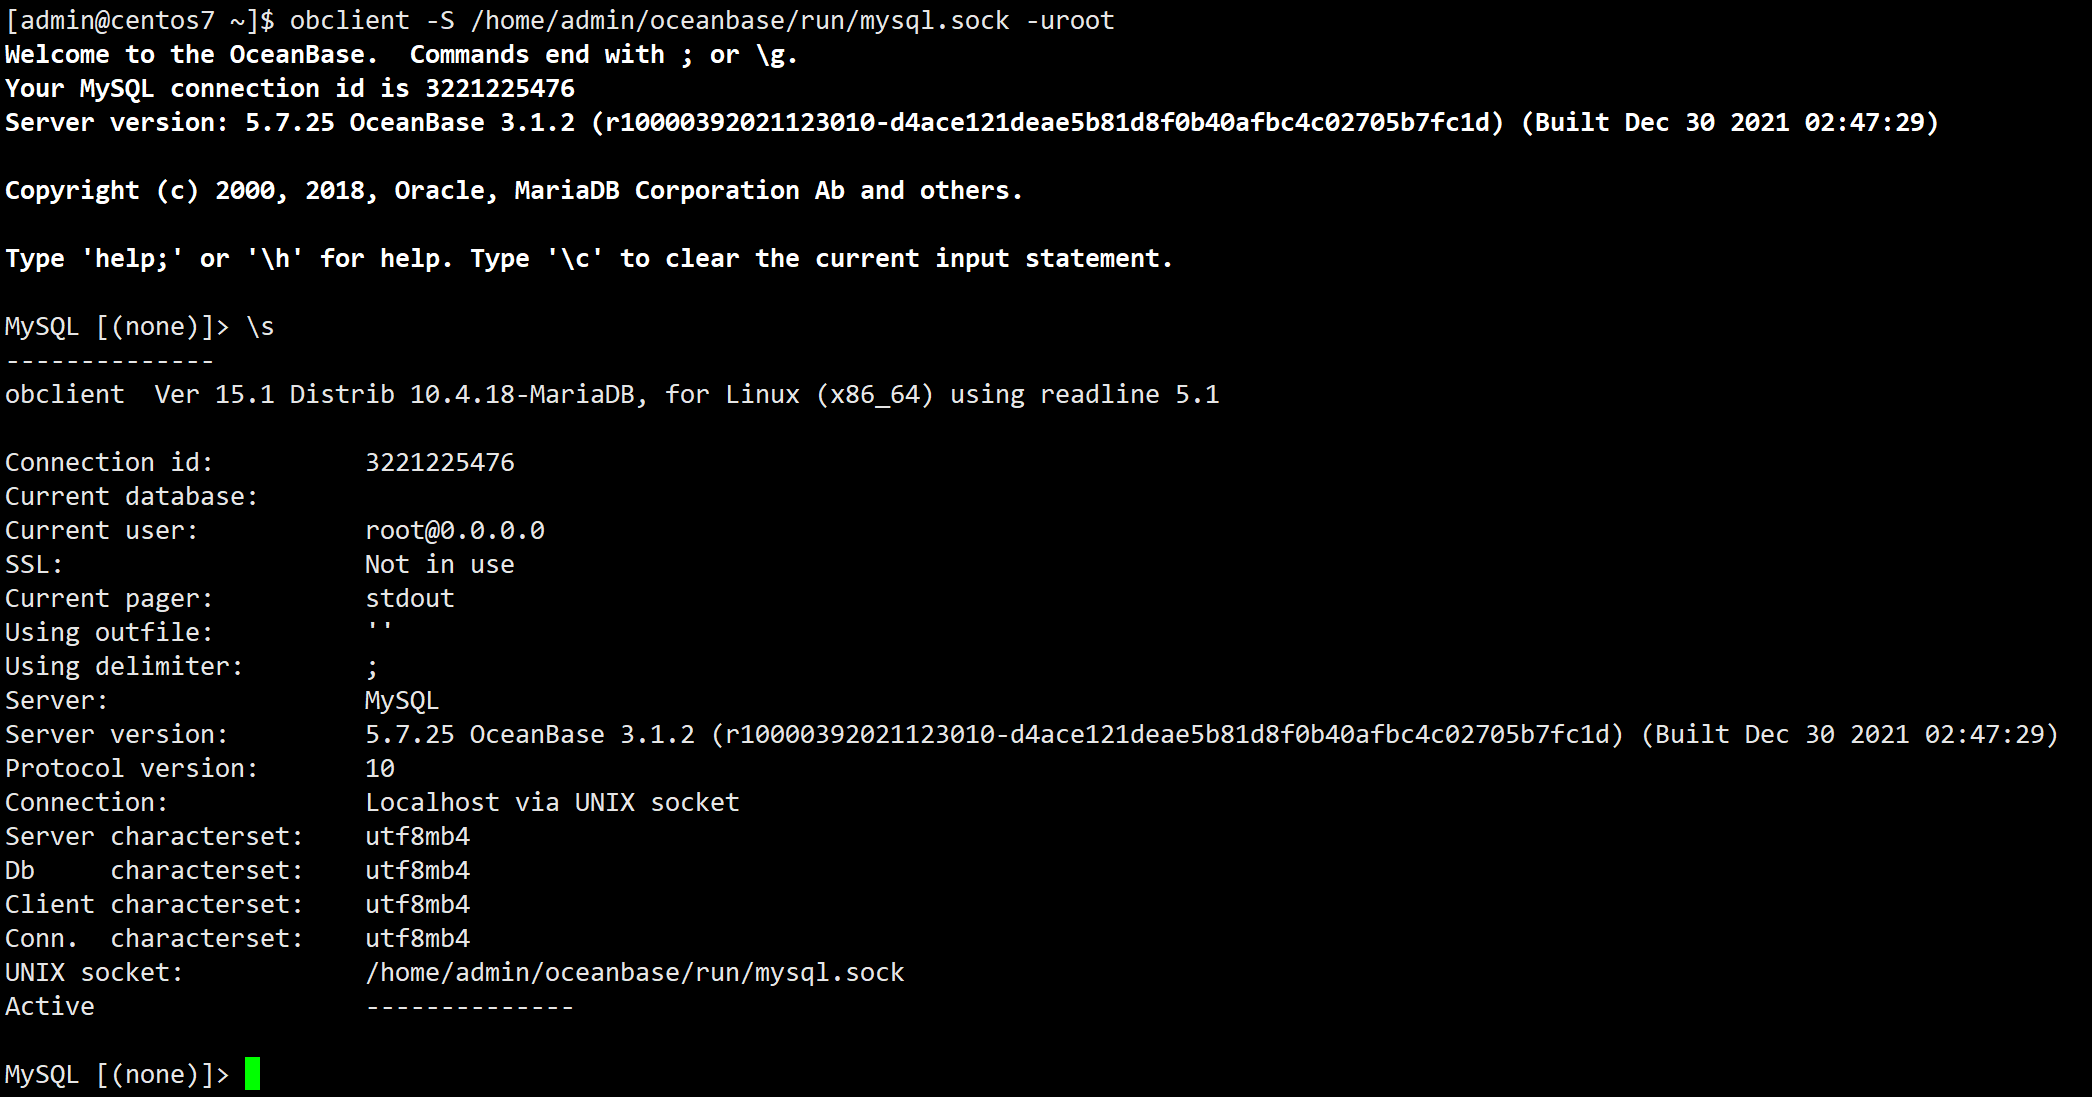 [admin@centos7 ~]$ obclient -S /home/admin/oceanbase/run/mysql.sock -uroot
Welcome to the OceanBase.  Commands end with ; or \g.
Your MySQL connection id is 3221225476
Server version: 5.7.25 OceanBase 3.1.2 (r10000392021123010-d4ace121deae5b81d8f0b40afbc4c02705b7fc1d) (Built Dec 30 2021 02:47:29)

Copyright (c) 2000, 2018, Oracle, MariaDB Corporation Ab and others.

Type 'help;' or '\h' for help. Type '\c' to clear the current input statement.

MySQL [(none)]> \s
--------------
obclient  Ver 15.1 Distrib 10.4.18-MariaDB, for Linux (x86_64) using readline 5.1

Connection id:          3221225476
Current database:
Current user:           root@0.0.0.0
SSL:                    Not in use
Current pager:          stdout
Using outfile:          ''
Using delimiter:        ;
Server:                 MySQL
Server version:         5.7.25 OceanBase 3.1.2 (r10000392021123010-d4ace121deae5b81d8f0b40afbc4c02705b7fc1d) (Built Dec 30 2021 02:47:29)
Protocol version:       10
Connection:             Localhost via UNIX socket
Server characterset:    utf8mb4
Db     characterset:    utf8mb4
Client characterset:    utf8mb4
Conn.  characterset:    utf8mb4
UNIX socket:            /home/admin/oceanbase/run/mysql.sock
Active                  --------------

MySQL [(none)]>